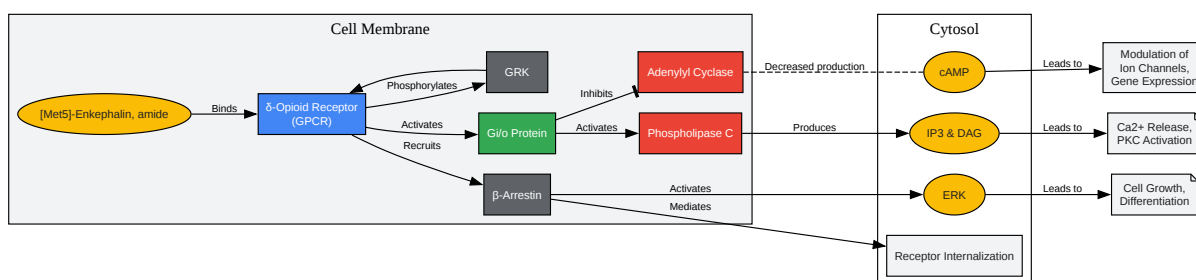 Cell Membrane
Cytosol
[Met5]-Enkephalin, amide
Binds
δ-Opioid Receptor
(GPCR)
Phosphorylates
GRK
Activates
Recruits
Gi/o Protein
β-Arrestin
Inhibits
Activates
Adenylyl Cyclase
Phospholipase C
Decreased production
Produces
Activates
Mediates
cAMP
IP3 & DAG
ERK
Receptor Internalization
Leads to
Modulation of
Ion Channels,
Gene Expression
Leads to
Ca2+ Release,
PKC Activation
Leads to
Cell Growth,
Differentiation